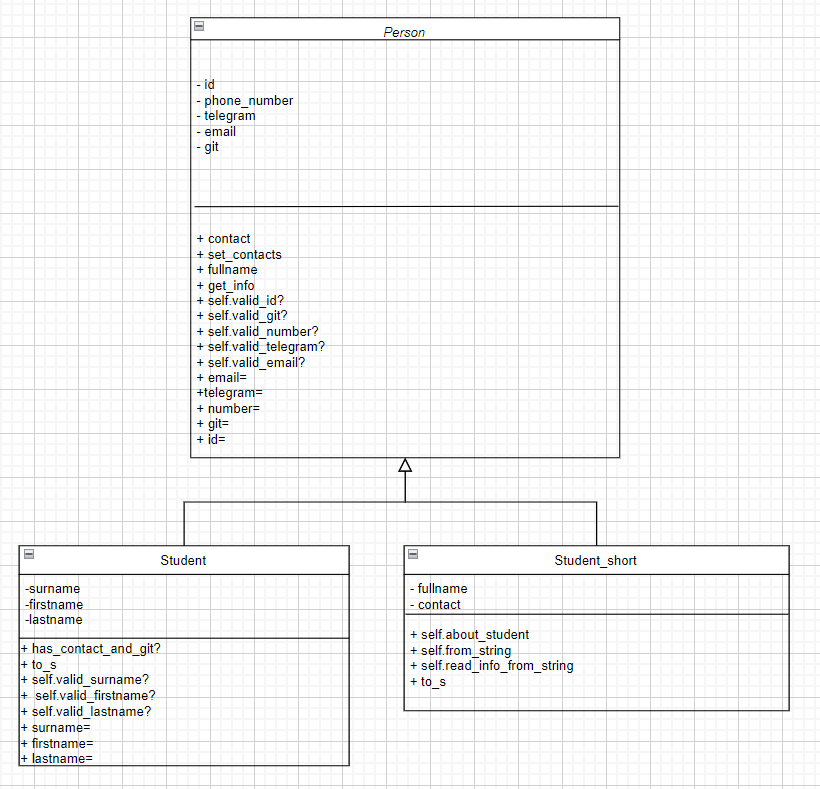 Person
- id
- phone_number
- telegram
- email
- git
+ contact
+ set_contacts
+ fullname
+ get_info
+ self.valid_id?
+ self.valid_git?
+ self.valid_number?
+ self.valid_telegram?
+ self.valid_email?
+ email=
+telegram=
+ number=
+ git=
+ id=
Student
-surname
-firstname
-lastname
+ has_contact_and_git?
+ to_s
+ self.valid_surname?
+  self.valid_firstname?
+ self.valid_lastname?
+ surname=
+ firstname=
+ lastname=
Student_short
- fullname
- contact
+ self.about_student
+ self.from_string
+ self.read_info_from_string
+ to_s